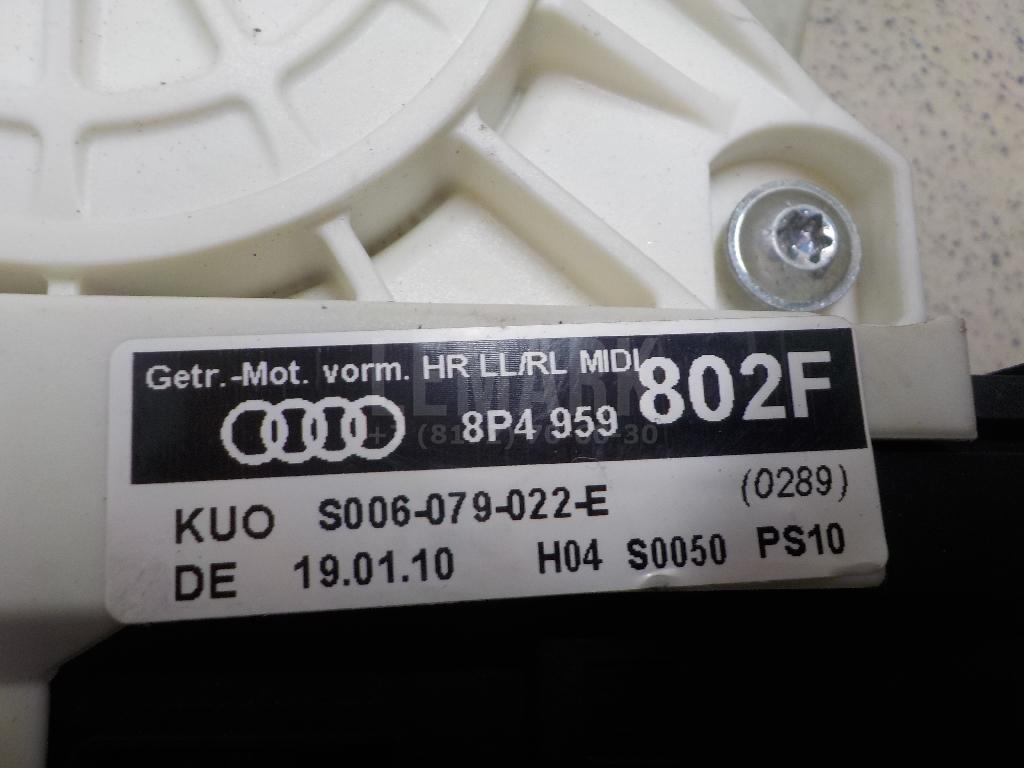 Getr.-Mot. vorm. HR LL/RL MIDI
8P4 959 802F
KUO S006-079-022-E (0289)
DE 19.01.10 H04 S0050 PS10